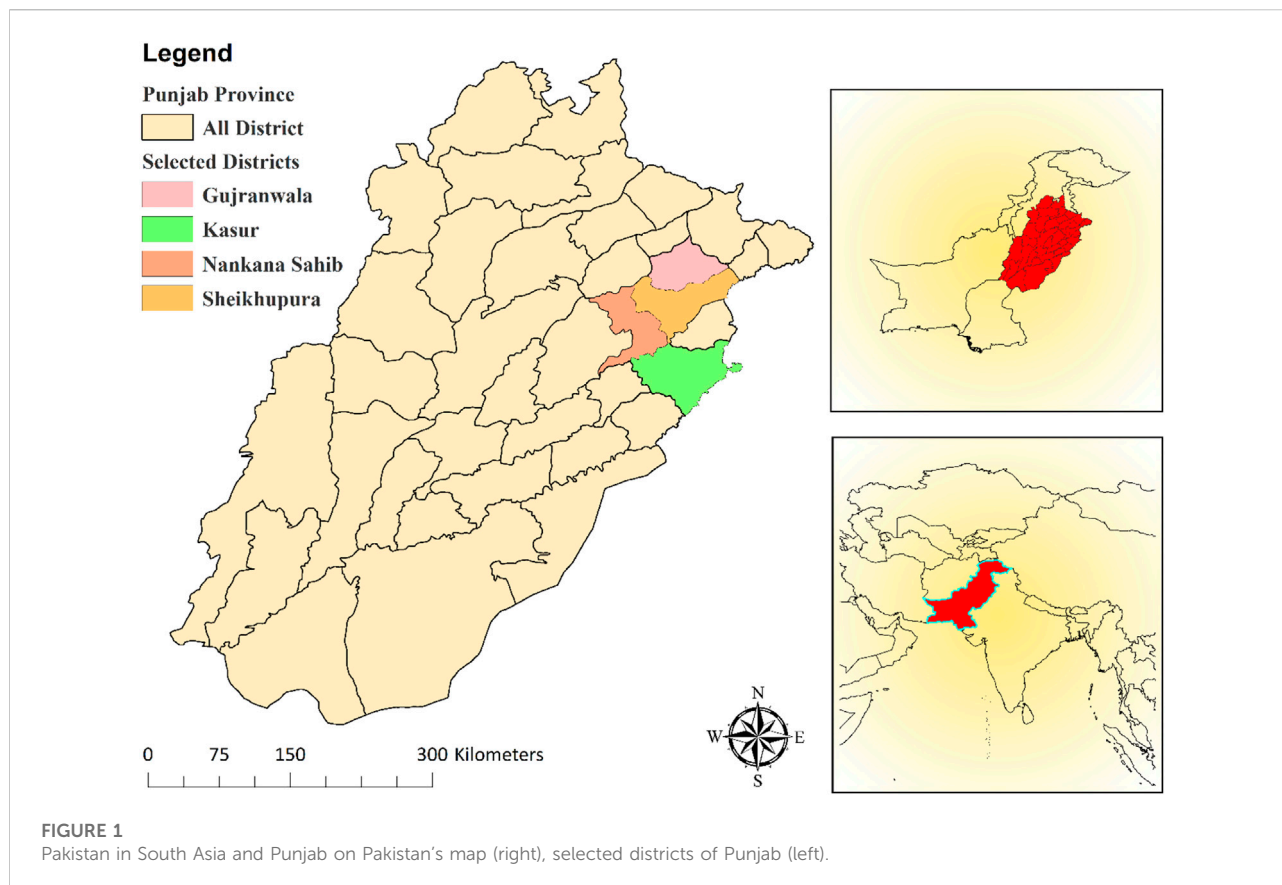 Legend
Punjab Province
All District
Selected Districts
Gujranwala
Kasur
Nankana Sahib
Sheikhupura
N
W E
S
0 75 150 300 Kilometers
FIGURE 1
Pakistan in South Asia and Punjab on Pakistan's map (right), selected districts of Punjab (left).